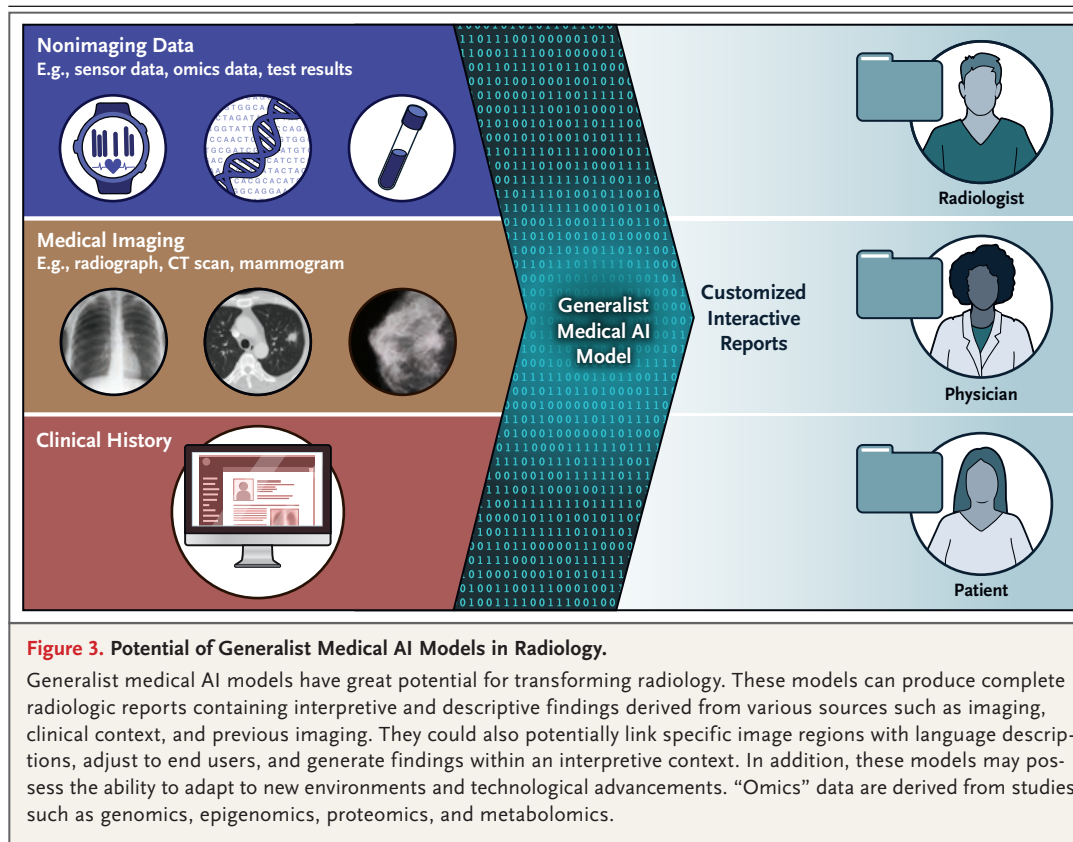 Nonimaging Data
E.g., sensor data, omics data, test results
Medical Imaging
E.g., radiograph, CT scan, mammogram
Clinical History
Generalist
Medical AI
Model
Customized
Interactive
Reports
Radiologist
Physician
Patient
Figure 3. Potential of Generalist Medical AI Models in Radiology.
Generalist medical AI models have great potential for transforming radiology. These models can produce complete
radiologic reports containing interpretive and descriptive findings derived from various sources such as imaging,
clinical context, and previous imaging. They could also potentially link specific image regions with language descrip-
tions, adjust to end users, and generate findings within an interpretive context. In addition, these models may pos-
sess the ability to adapt to new environments and technological advancements. “Omics” data are derived from studies
such as genomics, epigenomics, proteomics, and metabolomics.